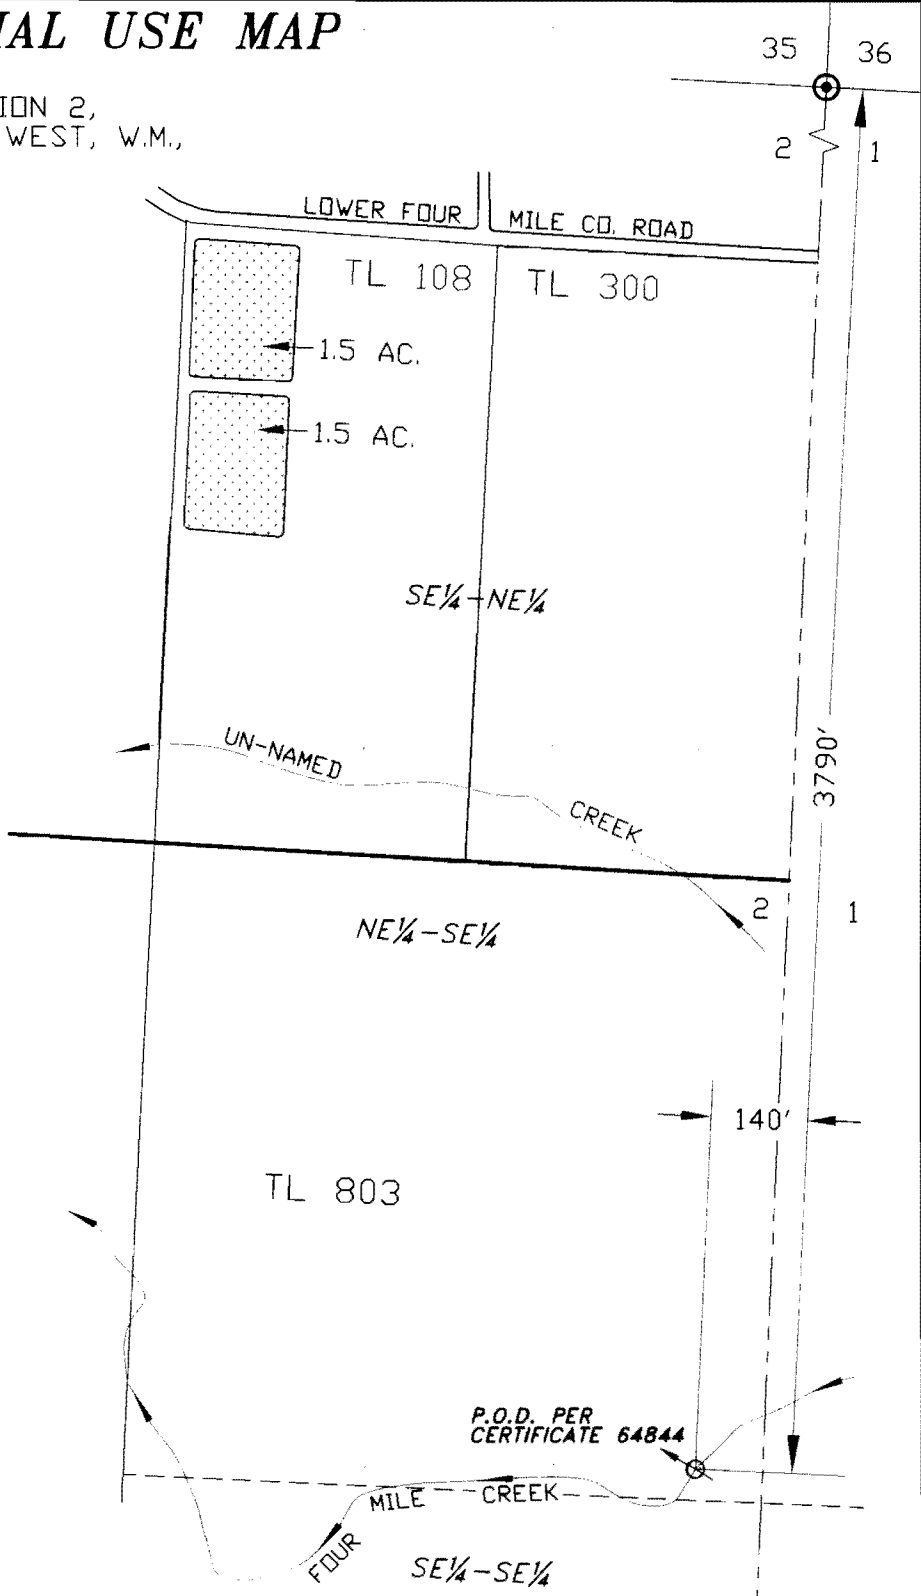 IAL USE MAP
ION 2,
WEST, W.M.,
35 36
2 1
LOWER FOUR MILE CO. ROAD
TL 108 TL 300
1.5 AC.
1.5 AC.
SE¼-NE¼
UN-NAMED
CREEK
3790'
2 1
NE¼-SE¼
140'
TL 803
P.O.D. PER
CERTIFICATE 64844
MILE CREEK
FOUR
SE¼-SE¼